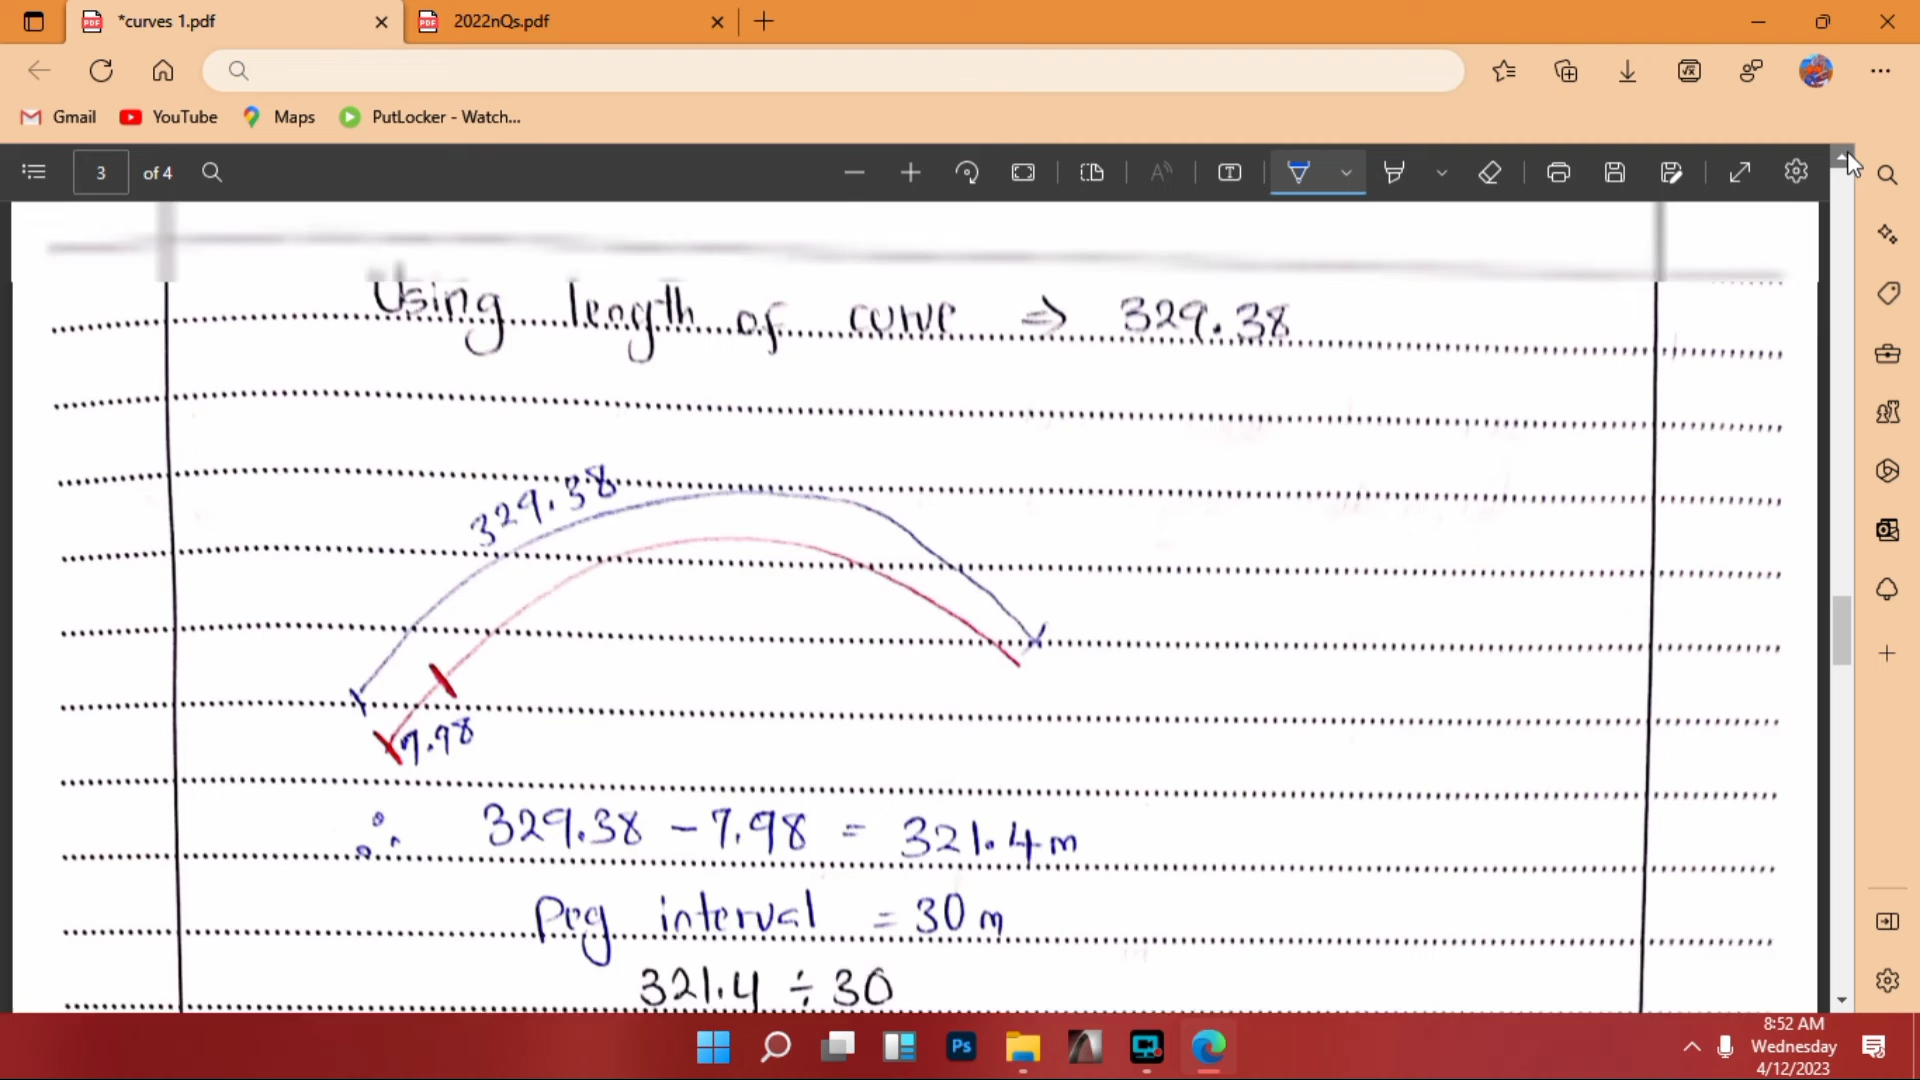 *curves 1.pdf
2022nQs.pdf
Gmail
YouTube
Maps
PutLocker - Watch...
3
of 4
Using length of curve ⇒ 329.38
329.38
7.98
∴ 329.38 - 7.98 = 321.4 m
Peg interval = 30 m
321.4 ÷ 30
Ps
8:52 AM
Wednesday
4/12/2023